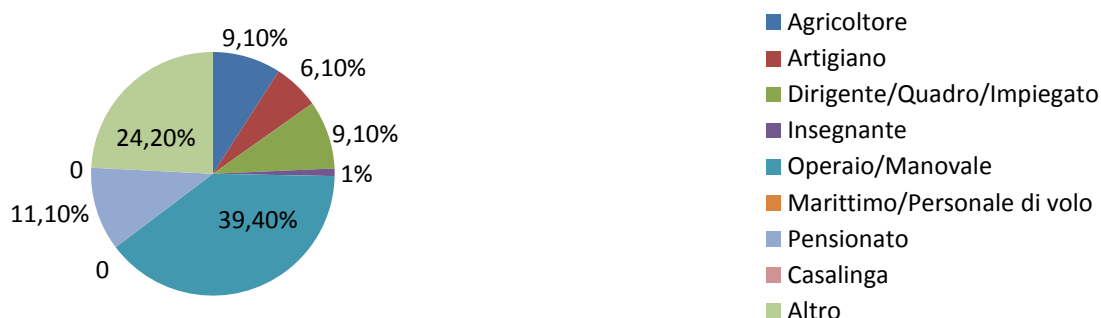 9,10%
6,10%
9,10%
1%
39,40%
0
11,10%
0
24,20%
Agricoltore
Artigiano
Dirigente/Quadro/Impiegato
Insegnante
Operaio/Manovale
Marittimo/Personale di volo
Pensionato
Casalinga
Altro